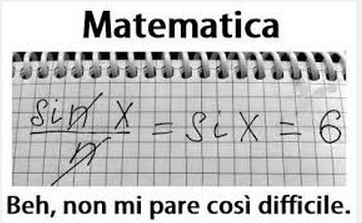 Matematica
sin x / n = six = 6
Beh, non mi pare così difficile.